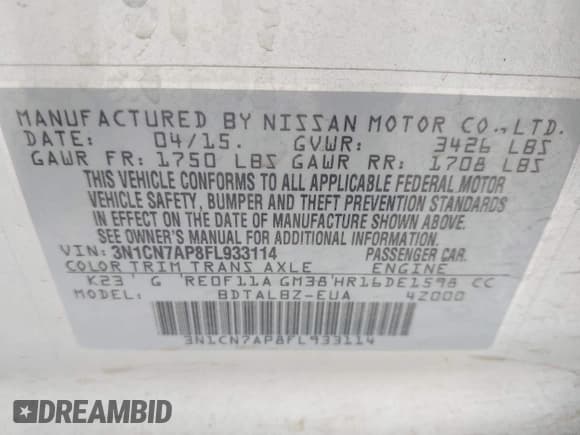 MANUFACTURED BY NISSAN MOTOR CO.,LTD.
DATE: 04/15. GVWR: 3426 LBS
GAWR FR: 1750 LBS GAWR RR: 1708 LBS
THIS VEHICLE CONFORMS TO ALL APPLICABLE FEDERAL MOTOR
VEHICLE SAFETY, BUMPER AND THEFT PREVENTION STANDARDS
IN EFFECT ON THE DATE OF MANUFACTURE SHOWN ABOVE.
SEE OWNER'S MANUAL FOR ADDITIONAL INFORMATION.
VIN: 3N1CN7AP8FL933114 PASSENGER CAR.
COLOR TRIM TRANS AXLE ENGINE
K23 G RE0F11A GM38 HR16DE1598 CC
MODEL: BDTALBZ-EUA 42000
3N1CN7AP8FL933114
DREAMBID